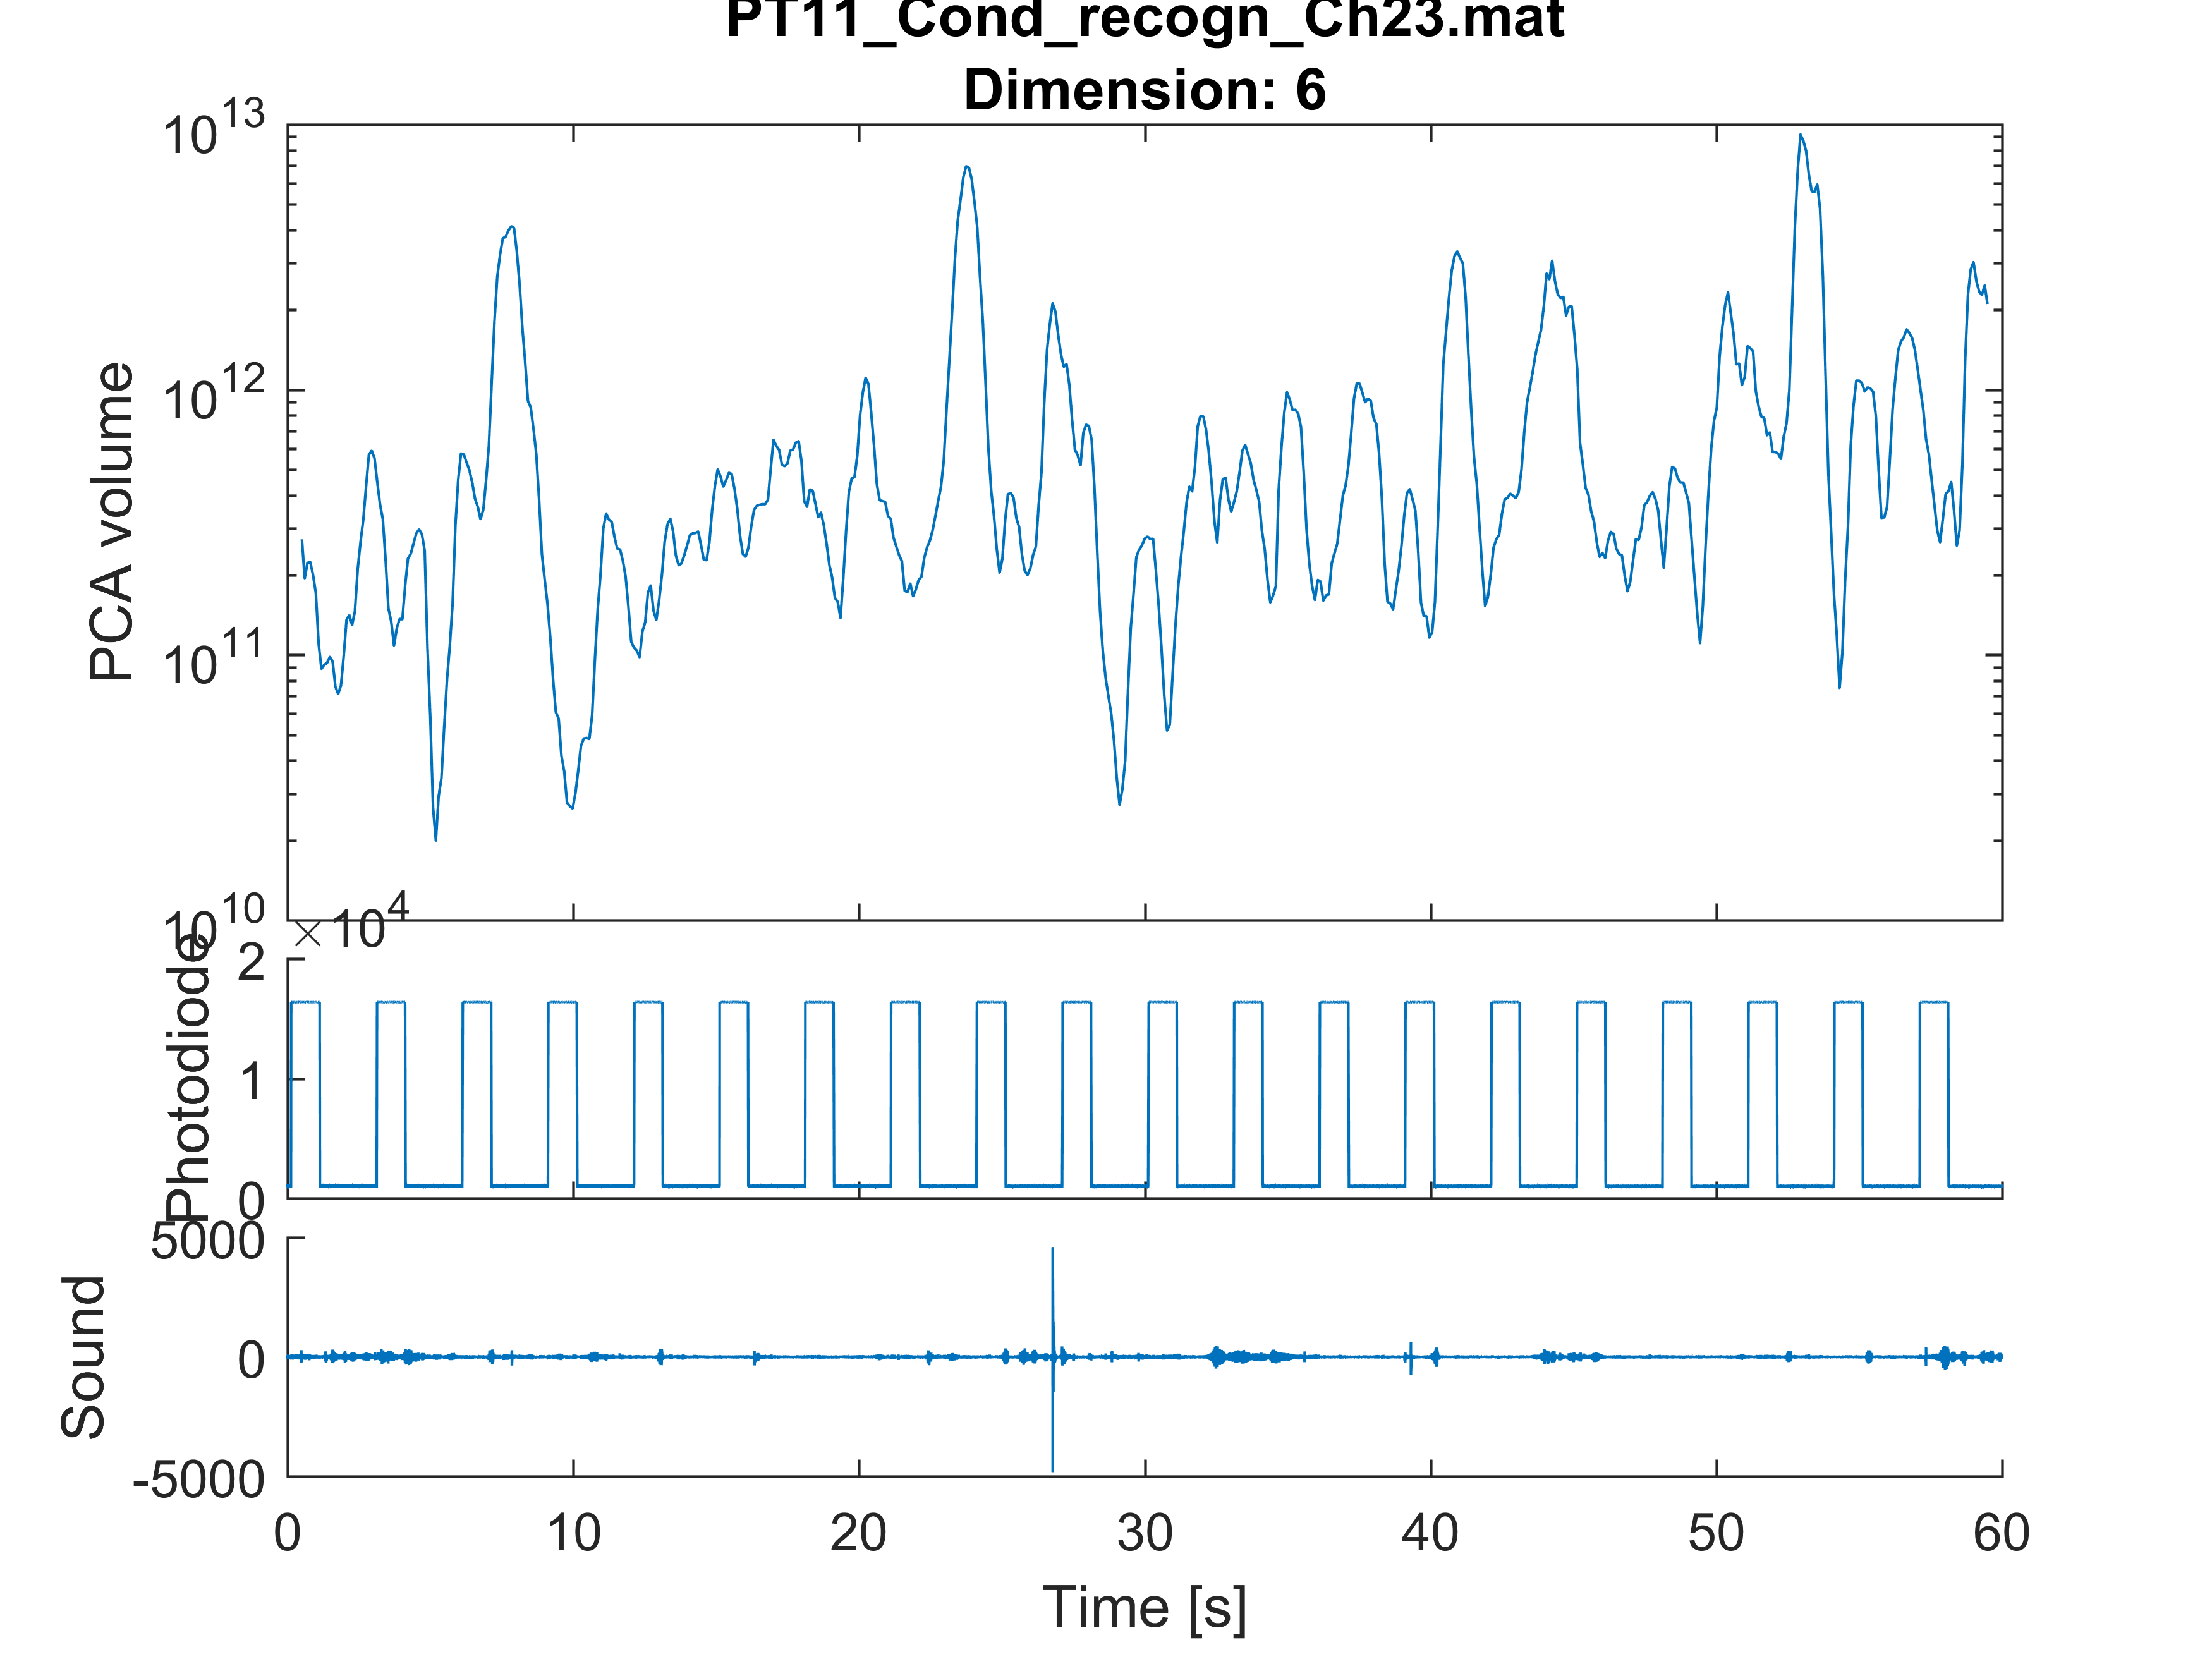 PT11_Cond_recogn_Ch23.mat
Dimension: 6
10^13
10^12
10^11
10^10
PCA volume
× 10^4
2
1
0
Photodiode
5000
0
-5000
Sound
0 10 20 30 40 50 60
Time [s]